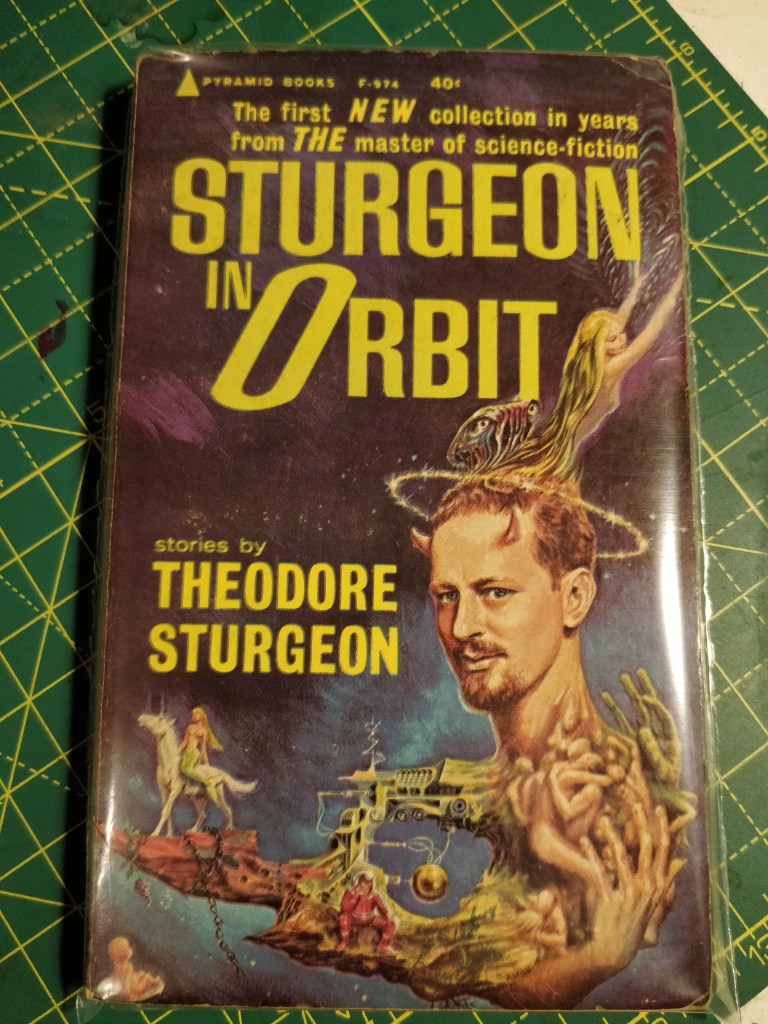 PYRAMID BOOKS F-974 40¢
The first NEW collection in years
from THE master of science-fiction
STURGEON
IN ORBIT
stories by
THEODORE
STURGEON